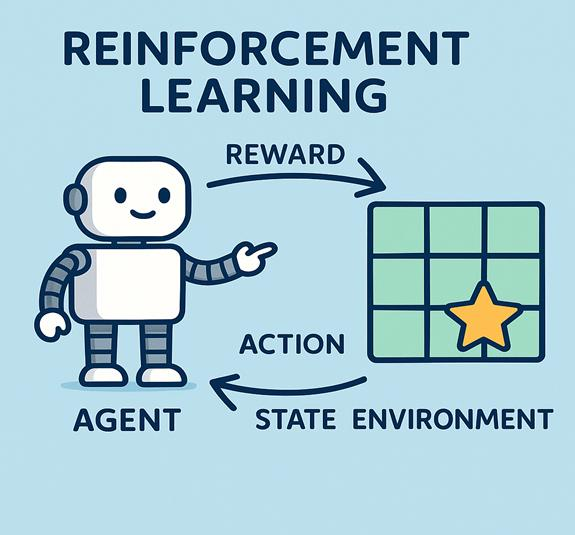 REINFORCEMENT
LEARNING
REWARD
ACTION
AGENT
STATE
ENVIRONMENT